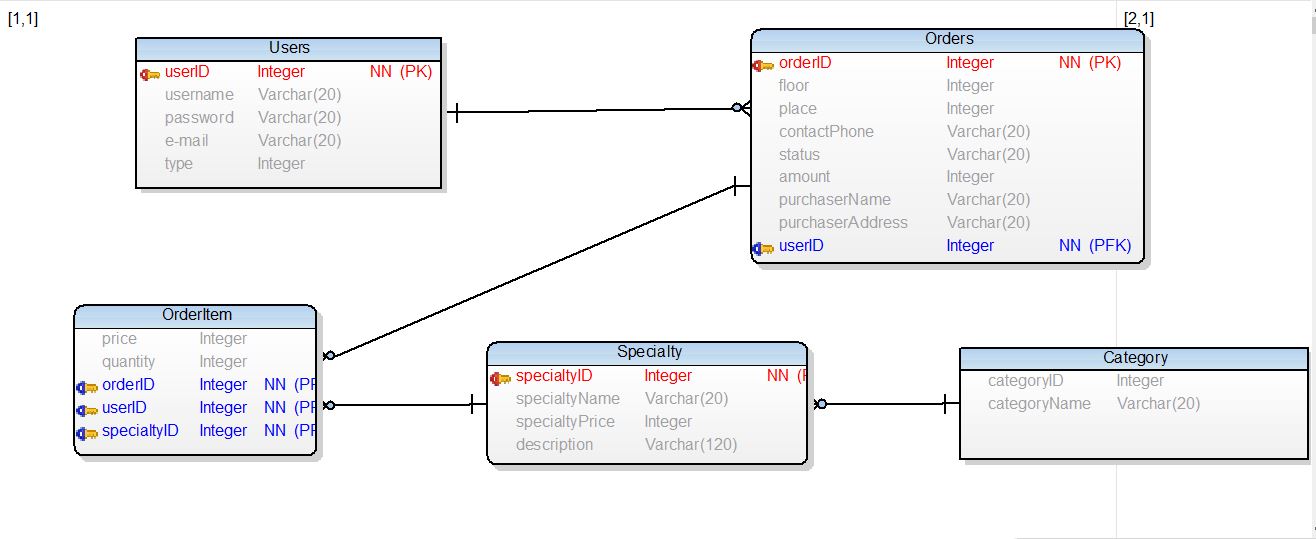 [1,1]
[2,1]
Users
userID Integer NN (PK)
username Varchar(20)
password Varchar(20)
e-mail Varchar(20)
type Integer
Orders
orderID Integer NN (PK)
floor Integer
place Integer
contactPhone Varchar(20)
status Varchar(20)
amount Integer
purchaserName Varchar(20)
purchaserAddress Varchar(20)
userID Integer NN (PFK)
OrderItem
price Integer
quantity Integer
orderID Integer NN (PF
userID Integer NN (PF
specialtyID Integer NN (PF
Specialty
specialtyID Integer NN (P
specialtyName Varchar(20)
specialtyPrice Integer
description Varchar(120)
Category
categoryID Integer
categoryName Varchar(20)